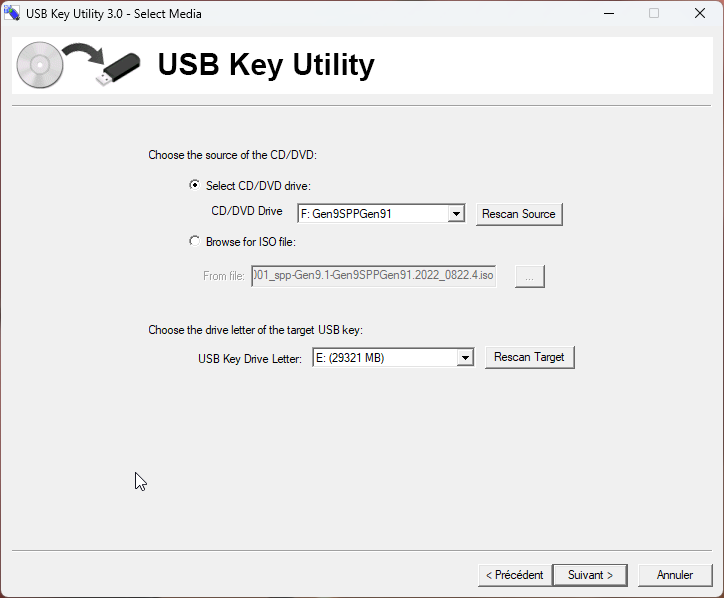 USB Key Utility 3.0 - Select Media
USB Key Utility
Choose the source of the CD/DVD:
Select CD/DVD drive:
CD/DVD Drive F: Gen9SPPGen91 Rescan Source
Browse for ISO file:
From file: 001_spp-Gen9.1-Gen9SPPGen91.2022_0822.4.iso ...
Choose the drive letter of the target USB key:
USB Key Drive Letter: E: (29321 MB) Rescan Target
< Précédent Suivant > Annuler